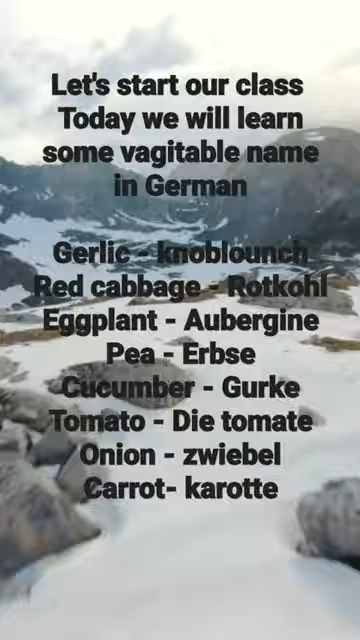 Let's start our class
Today we will learn
some vagitable name
in German
Gerlic - knoblounch
Red cabbage - Rotkohl
Eggplant - Aubergine
Pea - Erbse
Cucumber - Gurke
Tomato - Die tomate
Onion - zwiebel
Carrot- karotte